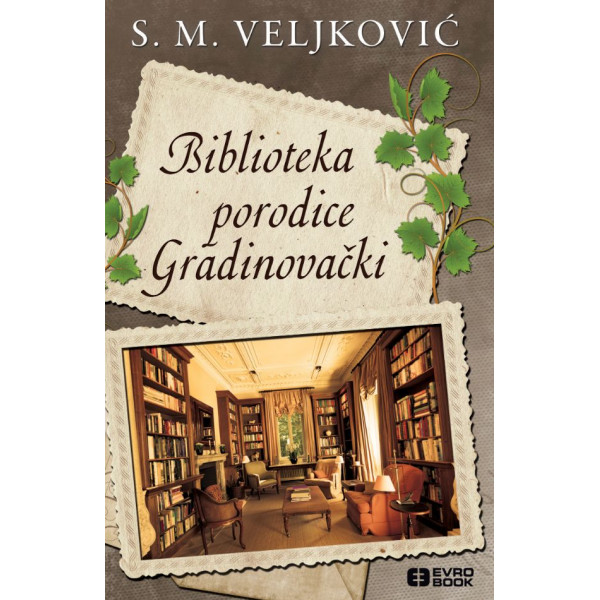 S. M. VELJKOVIĆ
Biblioteka
porodice
Gradinovački
EVRO
BOOK